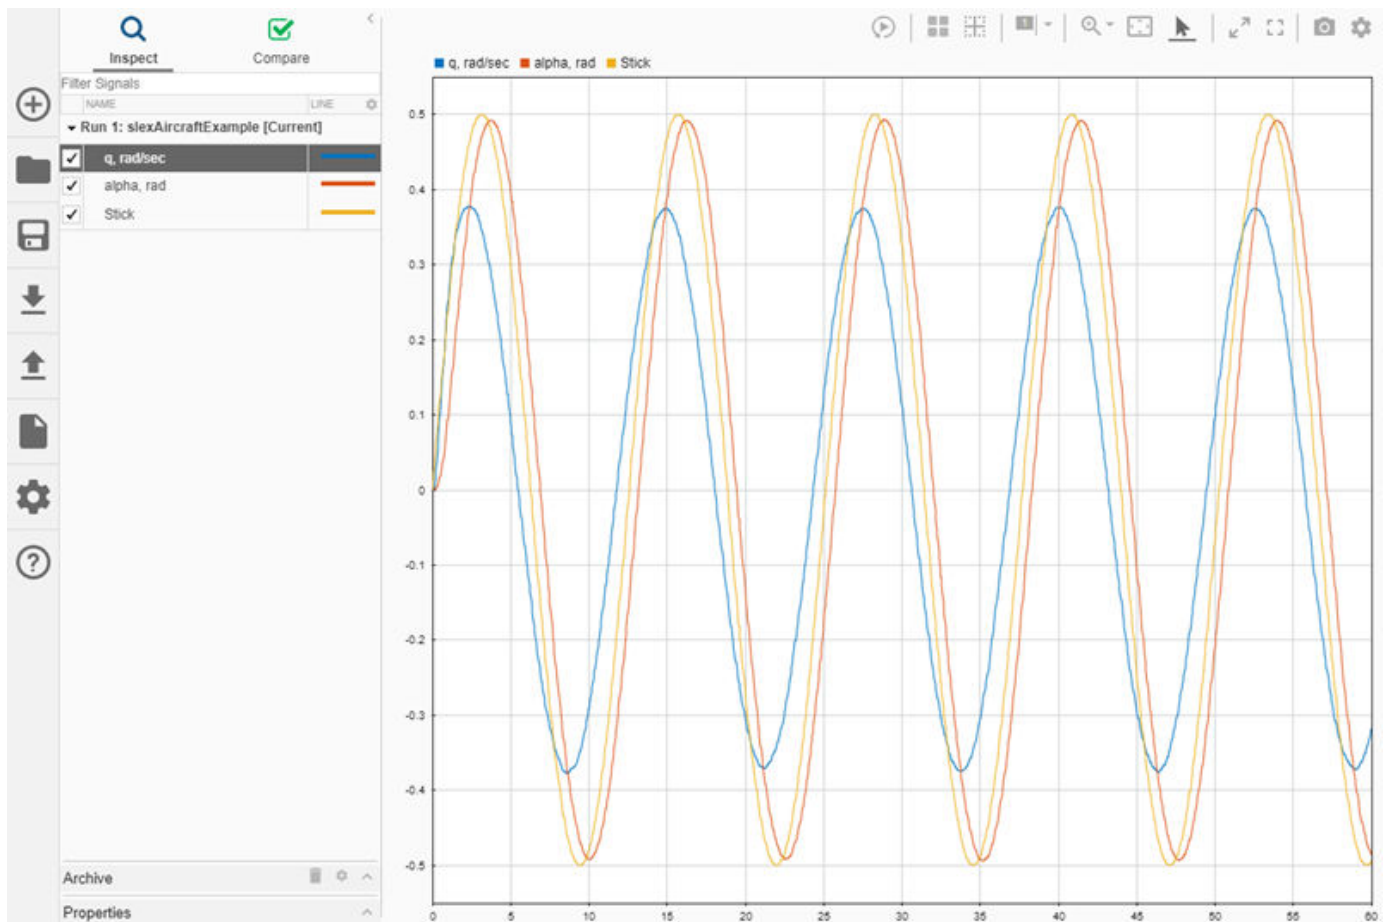 Inspect
Compare
Filter Signals
NAME LINE
Run 1: slexAircraftExample [Current]
q, rad/sec
alpha, rad
Stick
Archive
Properties
1
q, rad/sec alpha, rad Stick
0.5
0.4
0.3
0.2
0.1
0
-0.1
-0.2
-0.3
-0.4
-0.5
0 5 10 15 20 25 30 35 40 45 50 55 60